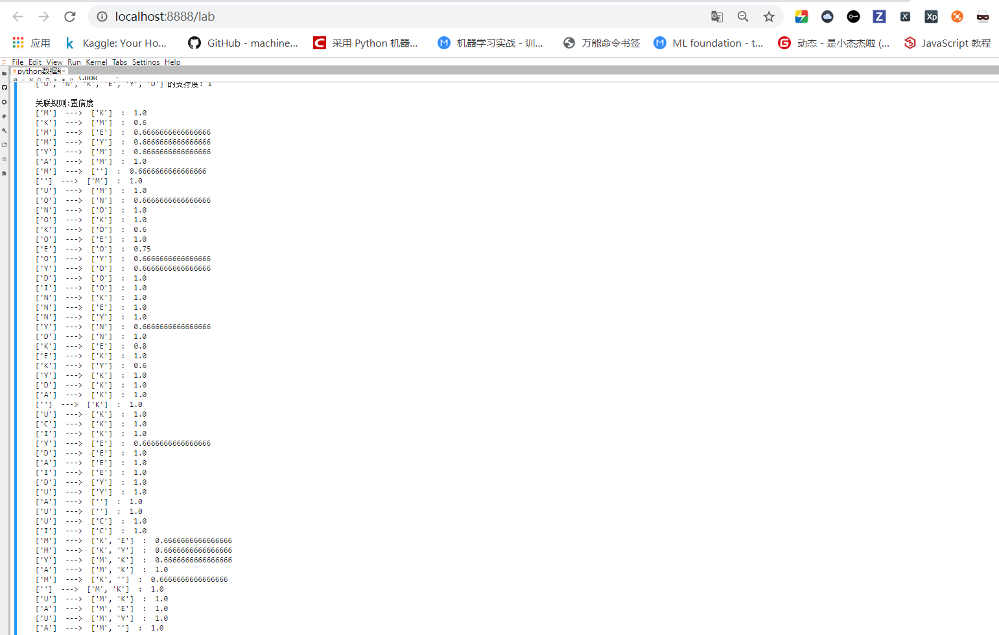 localhost:8888/lab
应用 Kaggle: Your Ho... GitHub - machine... 采用 Python 机器... 机器学习实战 - 训... 万能命令书签 ML foundation - t... 动态 - 是小杰杰啦 (... JavaScript 教程
File Edit View Run Kernel Tabs Settings Help
python数据
Code
['O', 'N', 'K', 'E', 'Y', 'D'] 的支持度: 1
关联规则:置信度
['M'] ---> ['K'] : 1.0
['K'] ---> ['M'] : 0.6
['M'] ---> ['E'] : 0.6666666666666666
['M'] ---> ['Y'] : 0.6666666666666666
['Y'] ---> ['M'] : 0.6666666666666666
['A'] ---> ['M'] : 1.0
['M'] ---> [''] : 0.6666666666666666
[''] ---> ['M'] : 1.0
['U'] ---> ['M'] : 1.0
['O'] ---> ['N'] : 0.6666666666666666
['N'] ---> ['O'] : 1.0
['O'] ---> ['K'] : 1.0
['K'] ---> ['O'] : 0.6
['O'] ---> ['E'] : 1.0
['E'] ---> ['O'] : 0.75
['O'] ---> ['Y'] : 0.6666666666666666
['Y'] ---> ['O'] : 0.6666666666666666
['D'] ---> ['O'] : 1.0
['I'] ---> ['O'] : 1.0
['N'] ---> ['K'] : 1.0
['N'] ---> ['E'] : 1.0
['N'] ---> ['Y'] : 1.0
['Y'] ---> ['N'] : 0.6666666666666666
['D'] ---> ['N'] : 1.0
['K'] ---> ['E'] : 0.8
['E'] ---> ['K'] : 1.0
['K'] ---> ['Y'] : 0.6
['Y'] ---> ['K'] : 1.0
['D'] ---> ['K'] : 1.0
['A'] ---> ['K'] : 1.0
[''] ---> ['K'] : 1.0
['U'] ---> ['K'] : 1.0
['C'] ---> ['K'] : 1.0
['I'] ---> ['K'] : 1.0
['Y'] ---> ['E'] : 0.6666666666666666
['D'] ---> ['E'] : 1.0
['A'] ---> ['E'] : 1.0
['I'] ---> ['E'] : 1.0
['D'] ---> ['Y'] : 1.0
['U'] ---> ['Y'] : 1.0
['A'] ---> [''] : 1.0
['U'] ---> [''] : 1.0
['U'] ---> ['C'] : 1.0
['I'] ---> ['C'] : 1.0
['M'] ---> ['K', 'E'] : 0.6666666666666666
['M'] ---> ['K', 'Y'] : 0.6666666666666666
['Y'] ---> ['M', 'K'] : 0.6666666666666666
['A'] ---> ['M', 'K'] : 1.0
['M'] ---> ['K', ''] : 0.6666666666666666
[''] ---> ['M', 'K'] : 1.0
['U'] ---> ['M', 'K'] : 1.0
['A'] ---> ['M', 'E'] : 1.0
['U'] ---> ['M', 'Y'] : 1.0
['A'] ---> ['M', ''] : 1.0